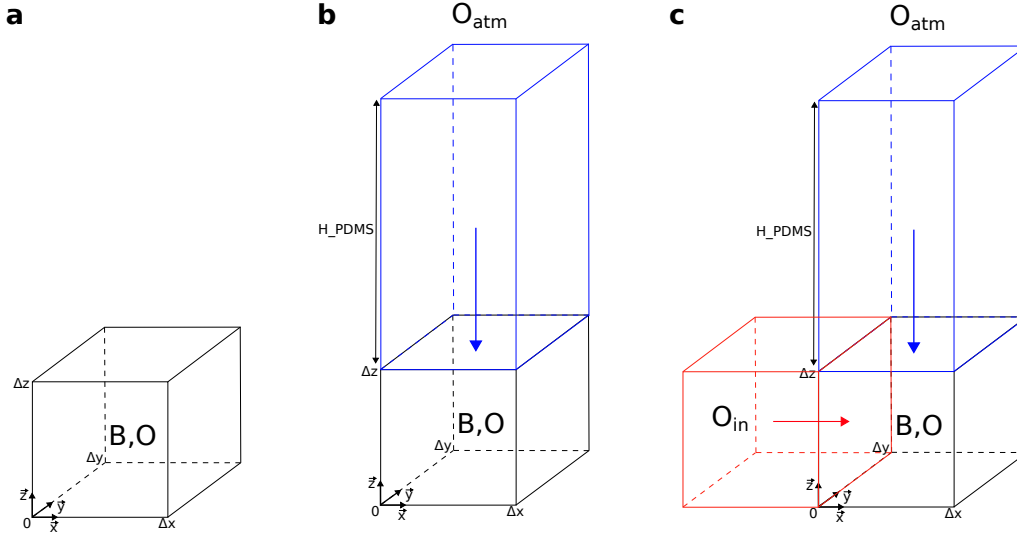 a
Δz
B,O
Δy
z⃗
y⃗
0
x⃗
Δx
b
O_atm
H_PDMS
Δz
B,O
Δy
z⃗
y⃗
0
x⃗
Δx
c
O_atm
H_PDMS
Δz
O_in
B,O
Δy
z⃗
y⃗
0
x⃗
Δx